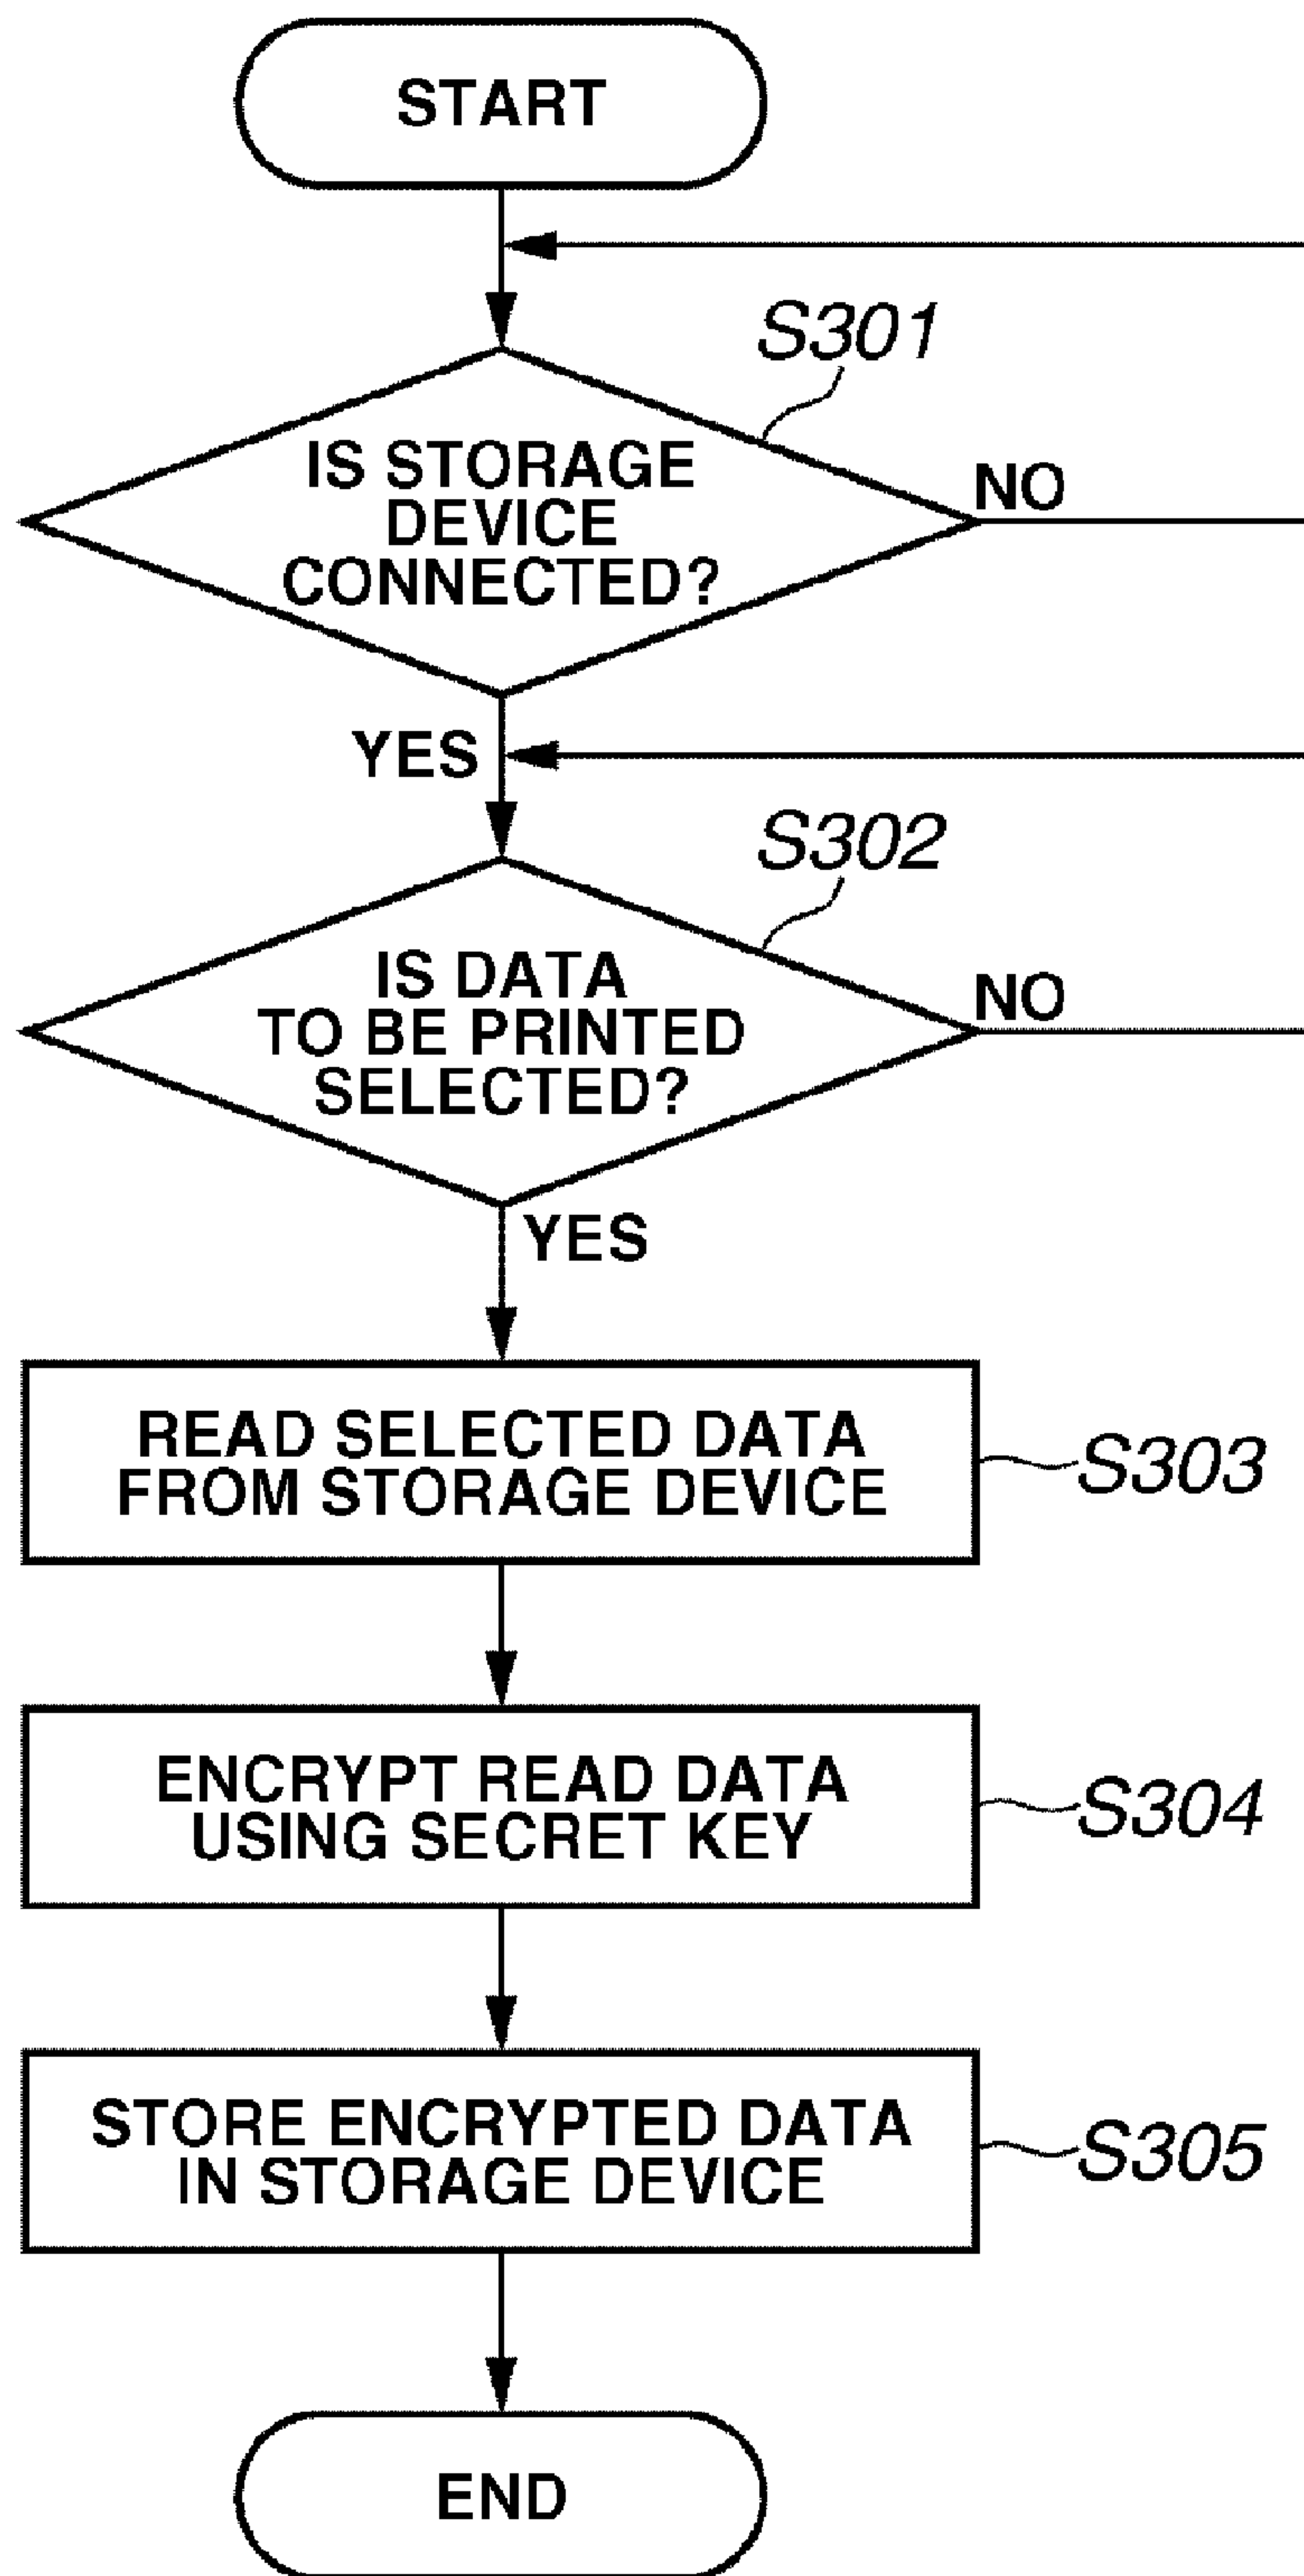 START
S301
IS STORAGE
DEVICE
CONNECTED?
NO
YES
S302
IS DATA
TO BE PRINTED
SELECTED?
NO
YES
READ SELECTED DATA
FROM STORAGE DEVICE
S303
ENCRYPT READ DATA
USING SECRET KEY
S304
STORE ENCRYPTED DATA
IN STORAGE DEVICE
S305
END